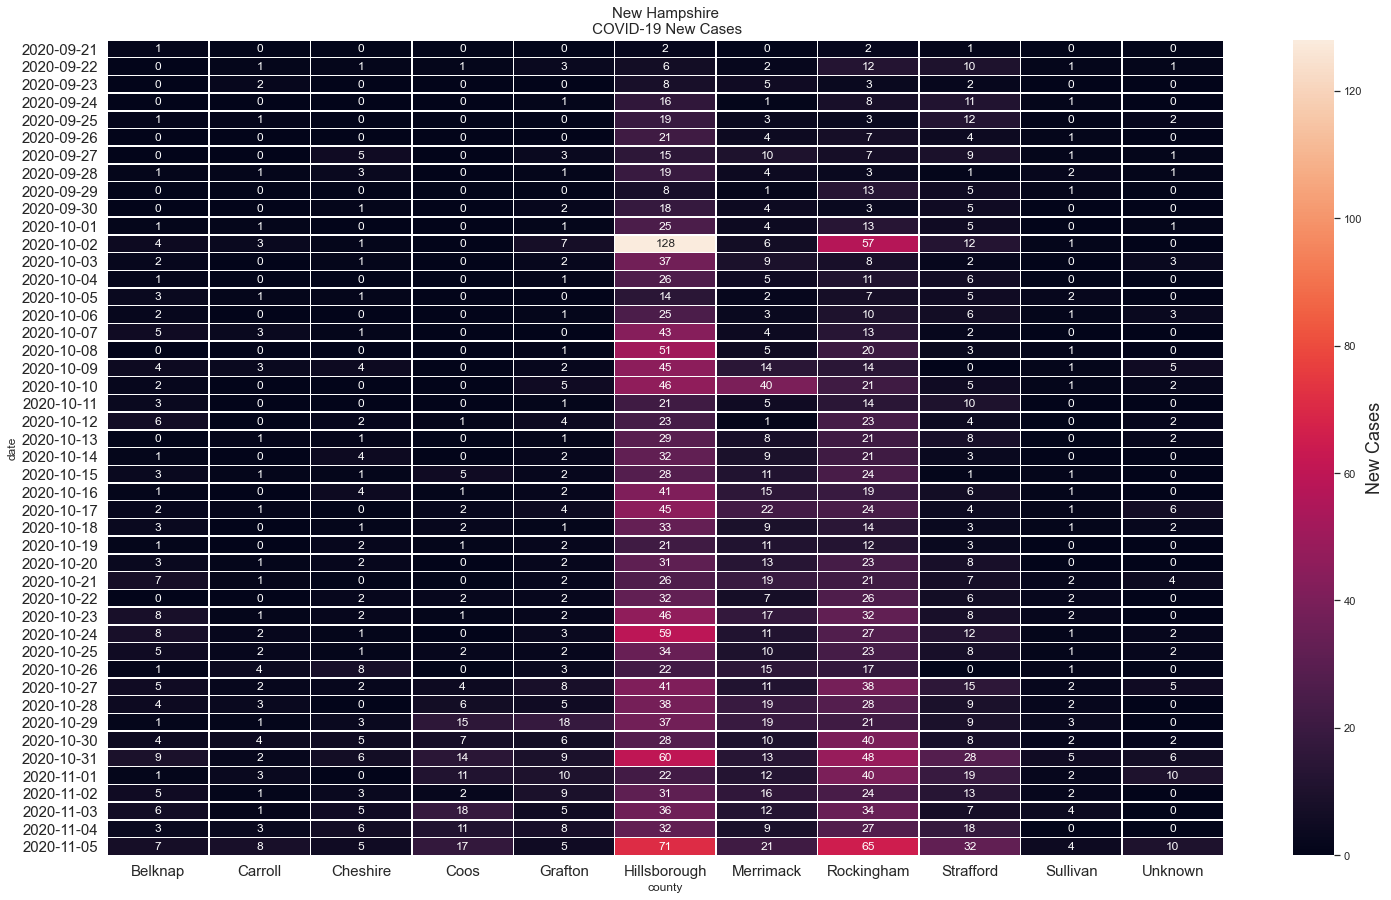 New Hampshire
COVID-19 New Cases
2020-09-21 1 0 0 0 0 2 0 2 1 0 0
2020-09-22 0 1 1 1 3 6 2 12 10 1 1
2020-09-23 0 2 0 0 0 8 5 3 2 0 0
2020-09-24 0 0 0 0 1 16 1 8 11 1 0
2020-09-25 1 1 0 0 0 19 3 3 12 0 2
2020-09-26 0 0 0 0 0 21 4 7 4 1 0
2020-09-27 0 0 5 0 3 15 10 7 9 1 1
2020-09-28 1 1 3 0 1 19 4 3 1 2 1
2020-09-29 0 0 0 0 0 8 1 13 5 1 0
2020-09-30 0 0 1 0 2 18 4 3 5 0 0
2020-10-01 1 1 0 0 1 25 4 13 5 0 1
2020-10-02 4 3 1 0 7 128 6 57 12 1 0
2020-10-03 2 0 1 0 2 37 9 8 2 0 3
2020-10-04 0 0 0 0 1 26 5 11 6 0 0
2020-10-05 3 1 1 0 0 14 2 7 5 2 0
2020-10-06 2 0 0 0 1 25 3 10 6 1 3
2020-10-07 5 3 1 0 0 43 4 13 2 0 0
2020-10-08 0 0 0 0 1 51 5 20 3 1 0
2020-10-09 4 3 4 0 2 45 14 14 0 1 5
2020-10-10 2 0 0 0 5 46 40 21 5 1 2
2020-10-11 3 0 0 0 1 21 5 14 10 0 0
2020-10-12 6 0 2 1 4 23 1 23 4 0 2
2020-10-13 0 1 1 0 1 29 8 21 8 0 2
2020-10-14 1 0 4 0 2 32 9 21 3 0 0
2020-10-15 3 1 1 5 2 28 11 24 1 1 0
2020-10-16 1 0 4 1 2 41 15 19 6 1 0
2020-10-17 2 1 0 2 4 45 22 24 4 1 6
2020-10-18 3 0 1 2 1 33 9 14 3 1 2
2020-10-19 1 0 2 1 2 21 11 12 3 0 0
2020-10-20 3 1 2 0 2 31 13 23 8 0 0
2020-10-21 7 1 0 0 2 26 19 21 7 2 4
2020-10-22 0 0 2 2 2 32 7 26 6 2 0
2020-10-23 8 1 2 1 2 46 17 32 8 2 0
2020-10-24 8 2 1 0 3 59 11 27 12 1 2
2020-10-25 5 2 1 2 2 34 10 23 8 1 2
2020-10-26 1 4 8 0 3 22 15 17 0 1 0
2020-10-27 5 2 2 4 8 41 11 38 15 2 5
2020-10-28 4 3 0 6 5 38 19 28 9 2 0
2020-10-29 1 1 3 15 18 37 19 21 9 3 0
2020-10-30 4 4 5 7 6 28 10 40 8 2 2
2020-10-31 9 2 6 14 9 60 13 48 28 5 6
2020-11-01 1 3 0 11 10 22 12 40 19 2 10
2020-11-02 5 1 3 2 9 31 16 24 13 2 0
2020-11-03 6 1 5 18 5 36 12 34 7 4 0
2020-11-04 3 3 6 11 8 32 9 27 18 0 0
2020-11-05 7 8 5 17 5 71 21 65 32 4 10
Belknap Carroll Cheshire Coos Grafton Hillsborough Merrimack Rockingham Strafford Sullivan Unknown
county
date
120
100
80
60
40
20
0
New Cases